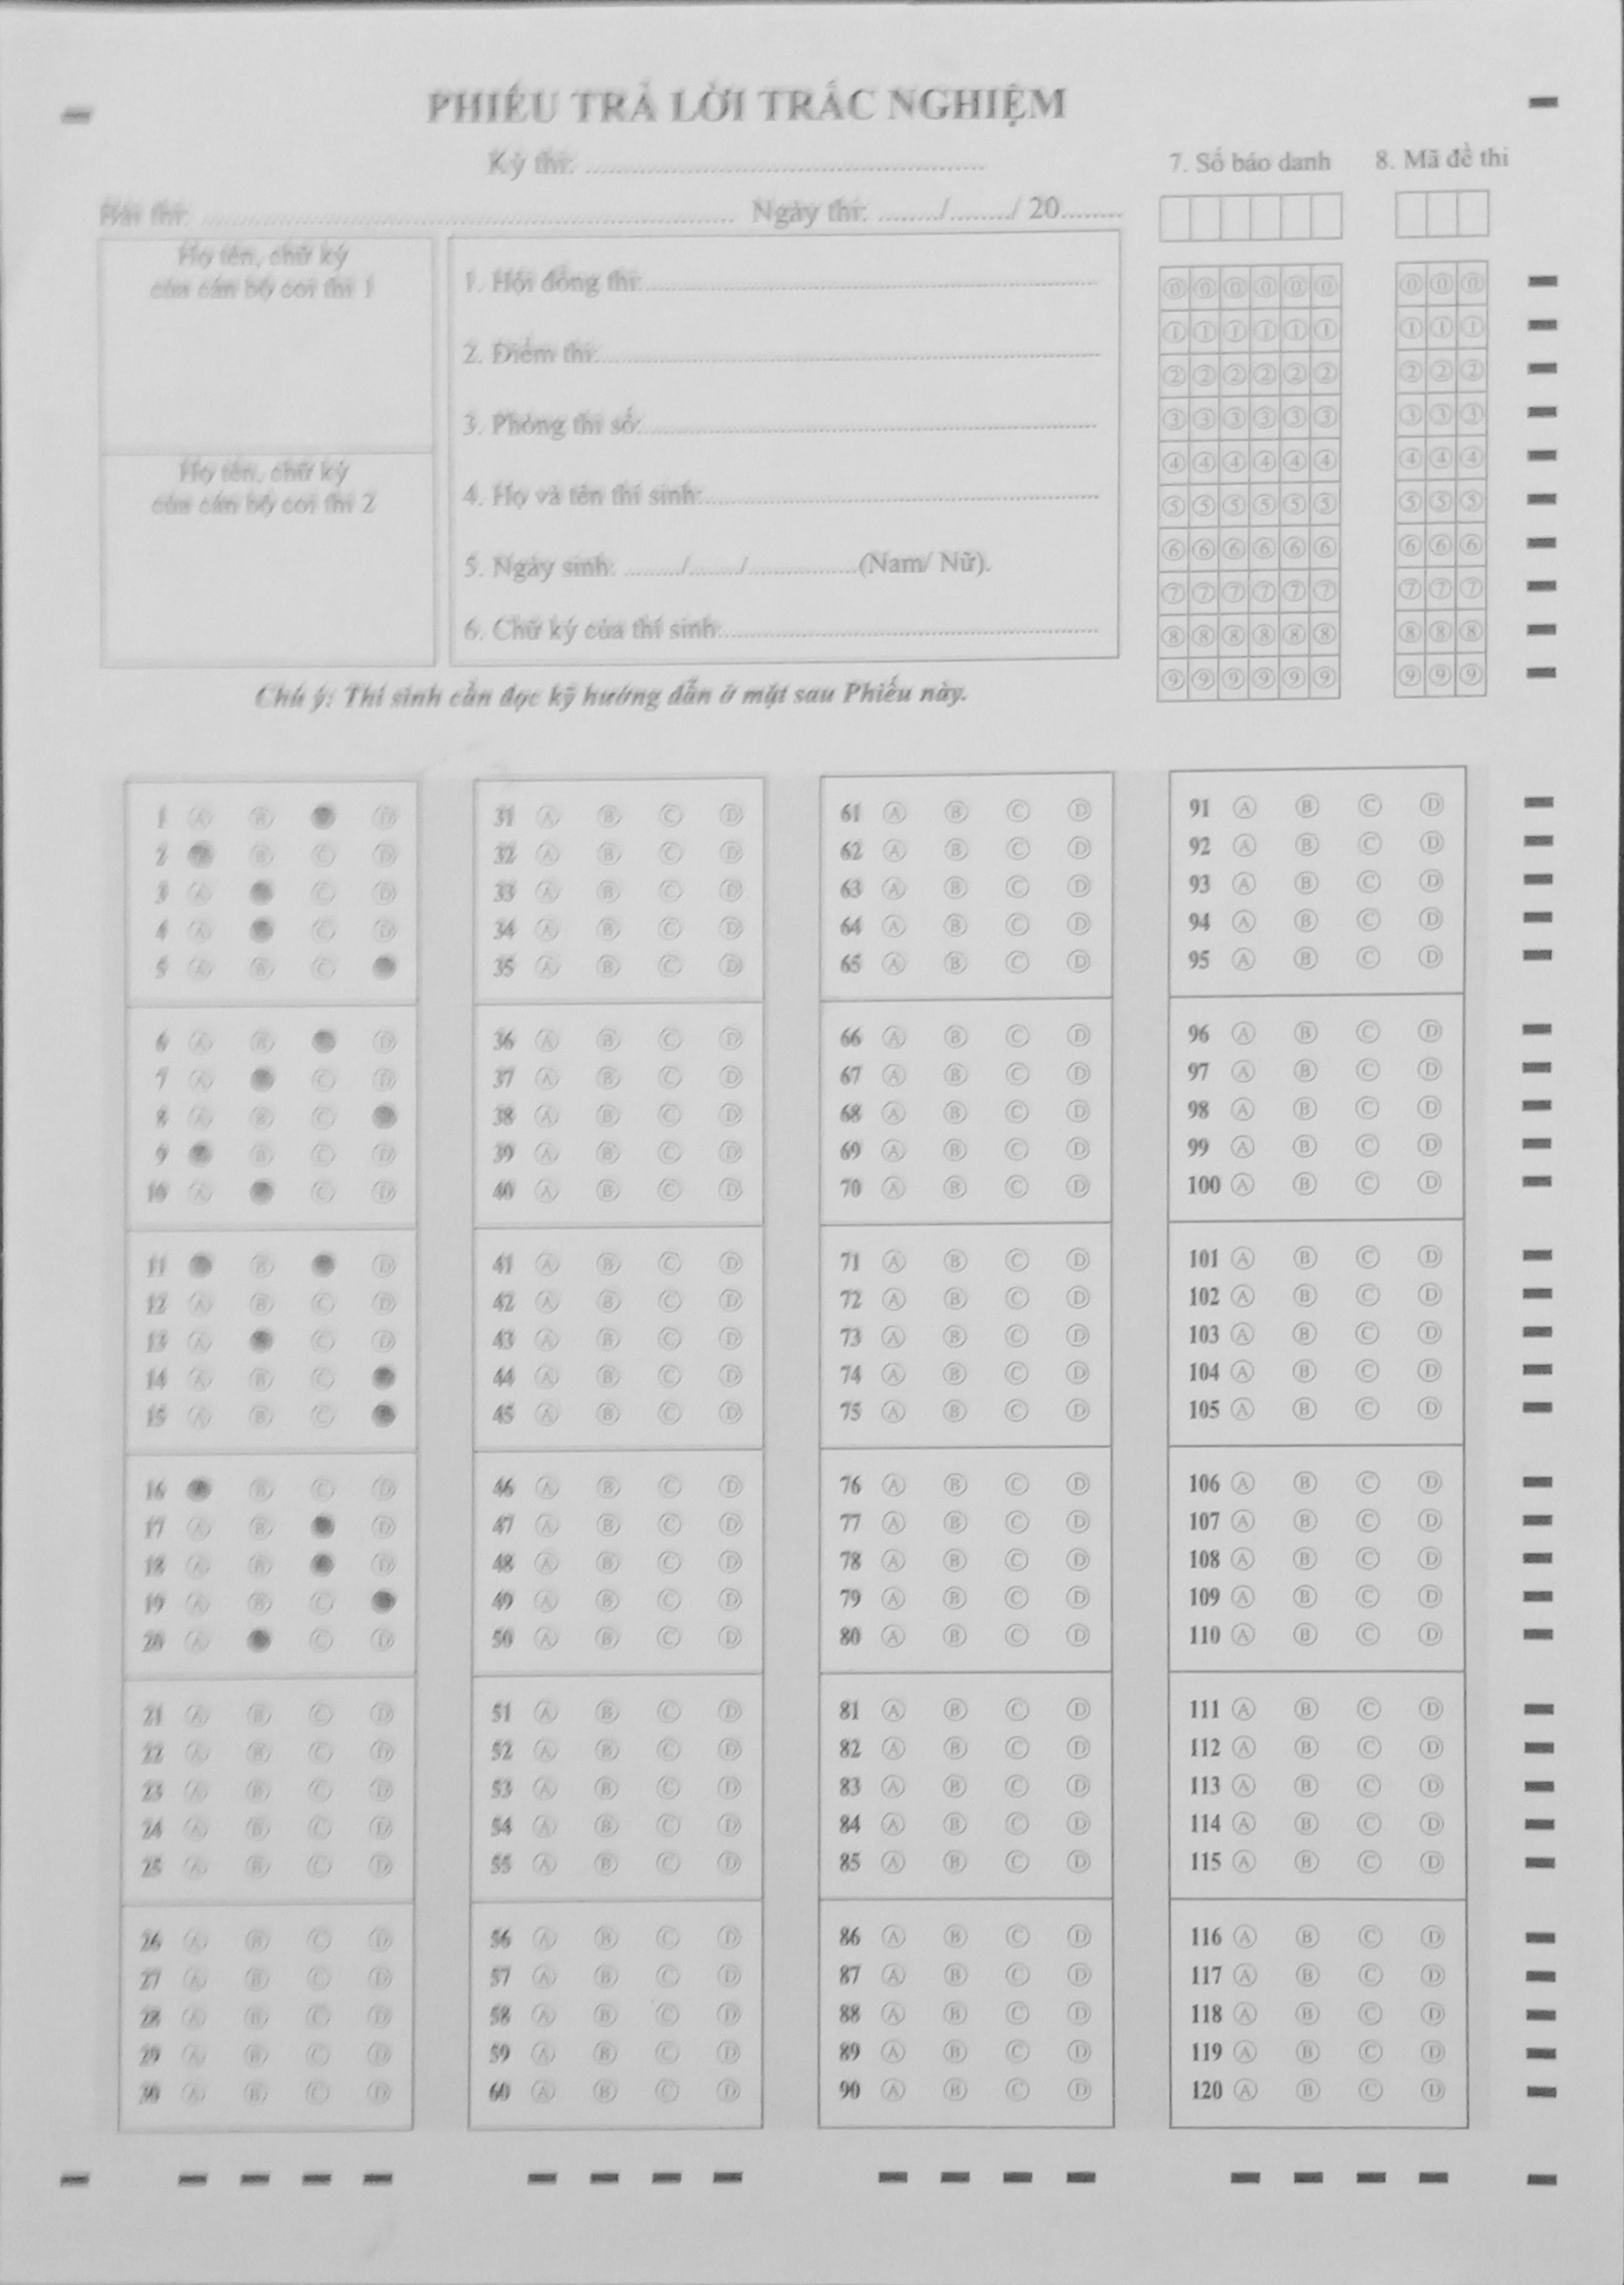 PHIẾU TRẢ LỜI TRẮC NGHIỆM
Kỳ thi: ................................................
Bài thi: ................................................ Ngày thi: ......../......../ 20........
7. Số báo danh
8. Mã đề thi
Họ tên, chữ ký
của cán bộ coi thi 1
Họ tên, chữ ký
của cán bộ coi thi 2
1. Hội đồng thi:................................
2. Điểm thi:................................
3. Phòng thi số:................................
4. Họ và tên thí sinh:................................
5. Ngày sinh: ......../......../................(Nam/ Nữ).
6. Chữ ký của thí sinh:................................
0 0 0 0 0 0 0 0 0
1 1 1 1 1 1 1 1 1
2 2 2 2 2 2 2 2 2
3 3 3 3 3 3 3 3 3
4 4 4 4 4 4 4 4 4
5 5 5 5 5 5 5 5 5
6 6 6 6 6 6 6 6 6
7 7 7 7 7 7 7 7 7
8 8 8 8 8 8 8 8 8
9 9 9 9 9 9 9 9 9
Chú ý: Thí sinh cần đọc kỹ hướng dẫn ở mặt sau Phiếu này.
1 A B D
2 B C D
3 A C D
4 A C D
5 A B C
6 A B D
7 A C D
8 A B C
9 B C D
10 A C D
11 B D
12 A B C D
13 A C D
14 A B C
15 A B C
16 B C D
17 A B D
18 A B D
19 A B C
20 A C D
21 A B C D
22 A B C D
23 A B C D
24 A B C D
25 A B C D
26 A B C D
27 A B C D
28 A B C D
29 A B C D
30 A B C D
31 A B C D
32 A B C D
33 A B C D
34 A B C D
35 A B C D
36 A B C D
37 A B C D
38 A B C D
39 A B C D
40 A B C D
41 A B C D
42 A B C D
43 A B C D
44 A B C D
45 A B C D
46 A B C D
47 A B C D
48 A B C D
49 A B C D
50 A B C D
51 A B C D
52 A B C D
53 A B C D
54 A B C D
55 A B C D
56 A B C D
57 A B C D
58 A B C D
59 A B C D
60 A B C D
61 A B C D
62 A B C D
63 A B C D
64 A B C D
65 A B C D
66 A B C D
67 A B C D
68 A B C D
69 A B C D
70 A B C D
71 A B C D
72 A B C D
73 A B C D
74 A B C D
75 A B C D
76 A B C D
77 A B C D
78 A B C D
79 A B C D
80 A B C D
81 A B C D
82 A B C D
83 A B C D
84 A B C D
85 A B C D
86 A B C D
87 A B C D
88 A B C D
89 A B C D
90 A B C D
91 A B C D
92 A B C D
93 A B C D
94 A B C D
95 A B C D
96 A B C D
97 A B C D
98 A B C D
99 A B C D
100 A B C D
101 A B C D
102 A B C D
103 A B C D
104 A B C D
105 A B C D
106 A B C D
107 A B C D
108 A B C D
109 A B C D
110 A B C D
111 A B C D
112 A B C D
113 A B C D
114 A B C D
115 A B C D
116 A B C D
117 A B C D
118 A B C D
119 A B C D
120 A B C D